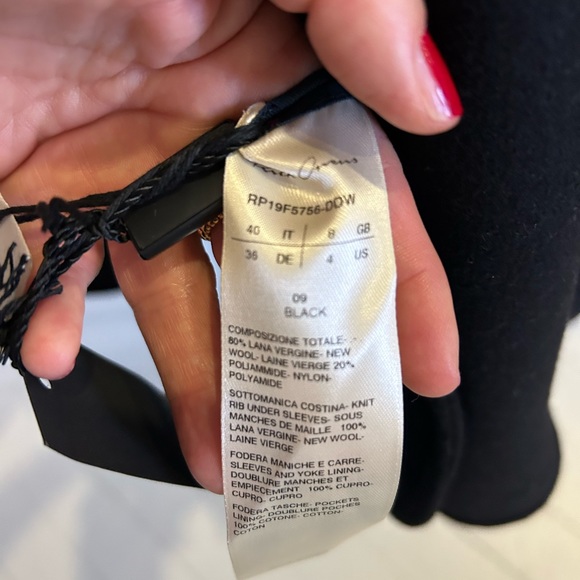 Rick Owens
RP19F5756-DOW
40 IT 8 GB
36 DE 4 US
09
BLACK
COMPOSIZIONE TOTALE-
80% LANA VERGINE- NEW
WOOL- LAINE VIERGE 20%
POLIAMMIDE- NYLON-
POLYAMIDE
SOTTOMANICA COSTINA- KNIT
RIB UNDER SLEEVES- SOUS
MANCHES DE MAILLE 100%
LANA VERGINE- NEW WOOL-
LAINE VIERGE
FODERA MANICHE E CARRE-
SLEEVES AND YOKE LINING-
DOUBLURE MANCHES ET
EMPIECEMENT 100% CUPRO-
CUPRO- CUPRO
FODERA TASCHE- POCKETS
LINING- DOUBLURE POCHES
100% COTONE- COTTON-
COTON